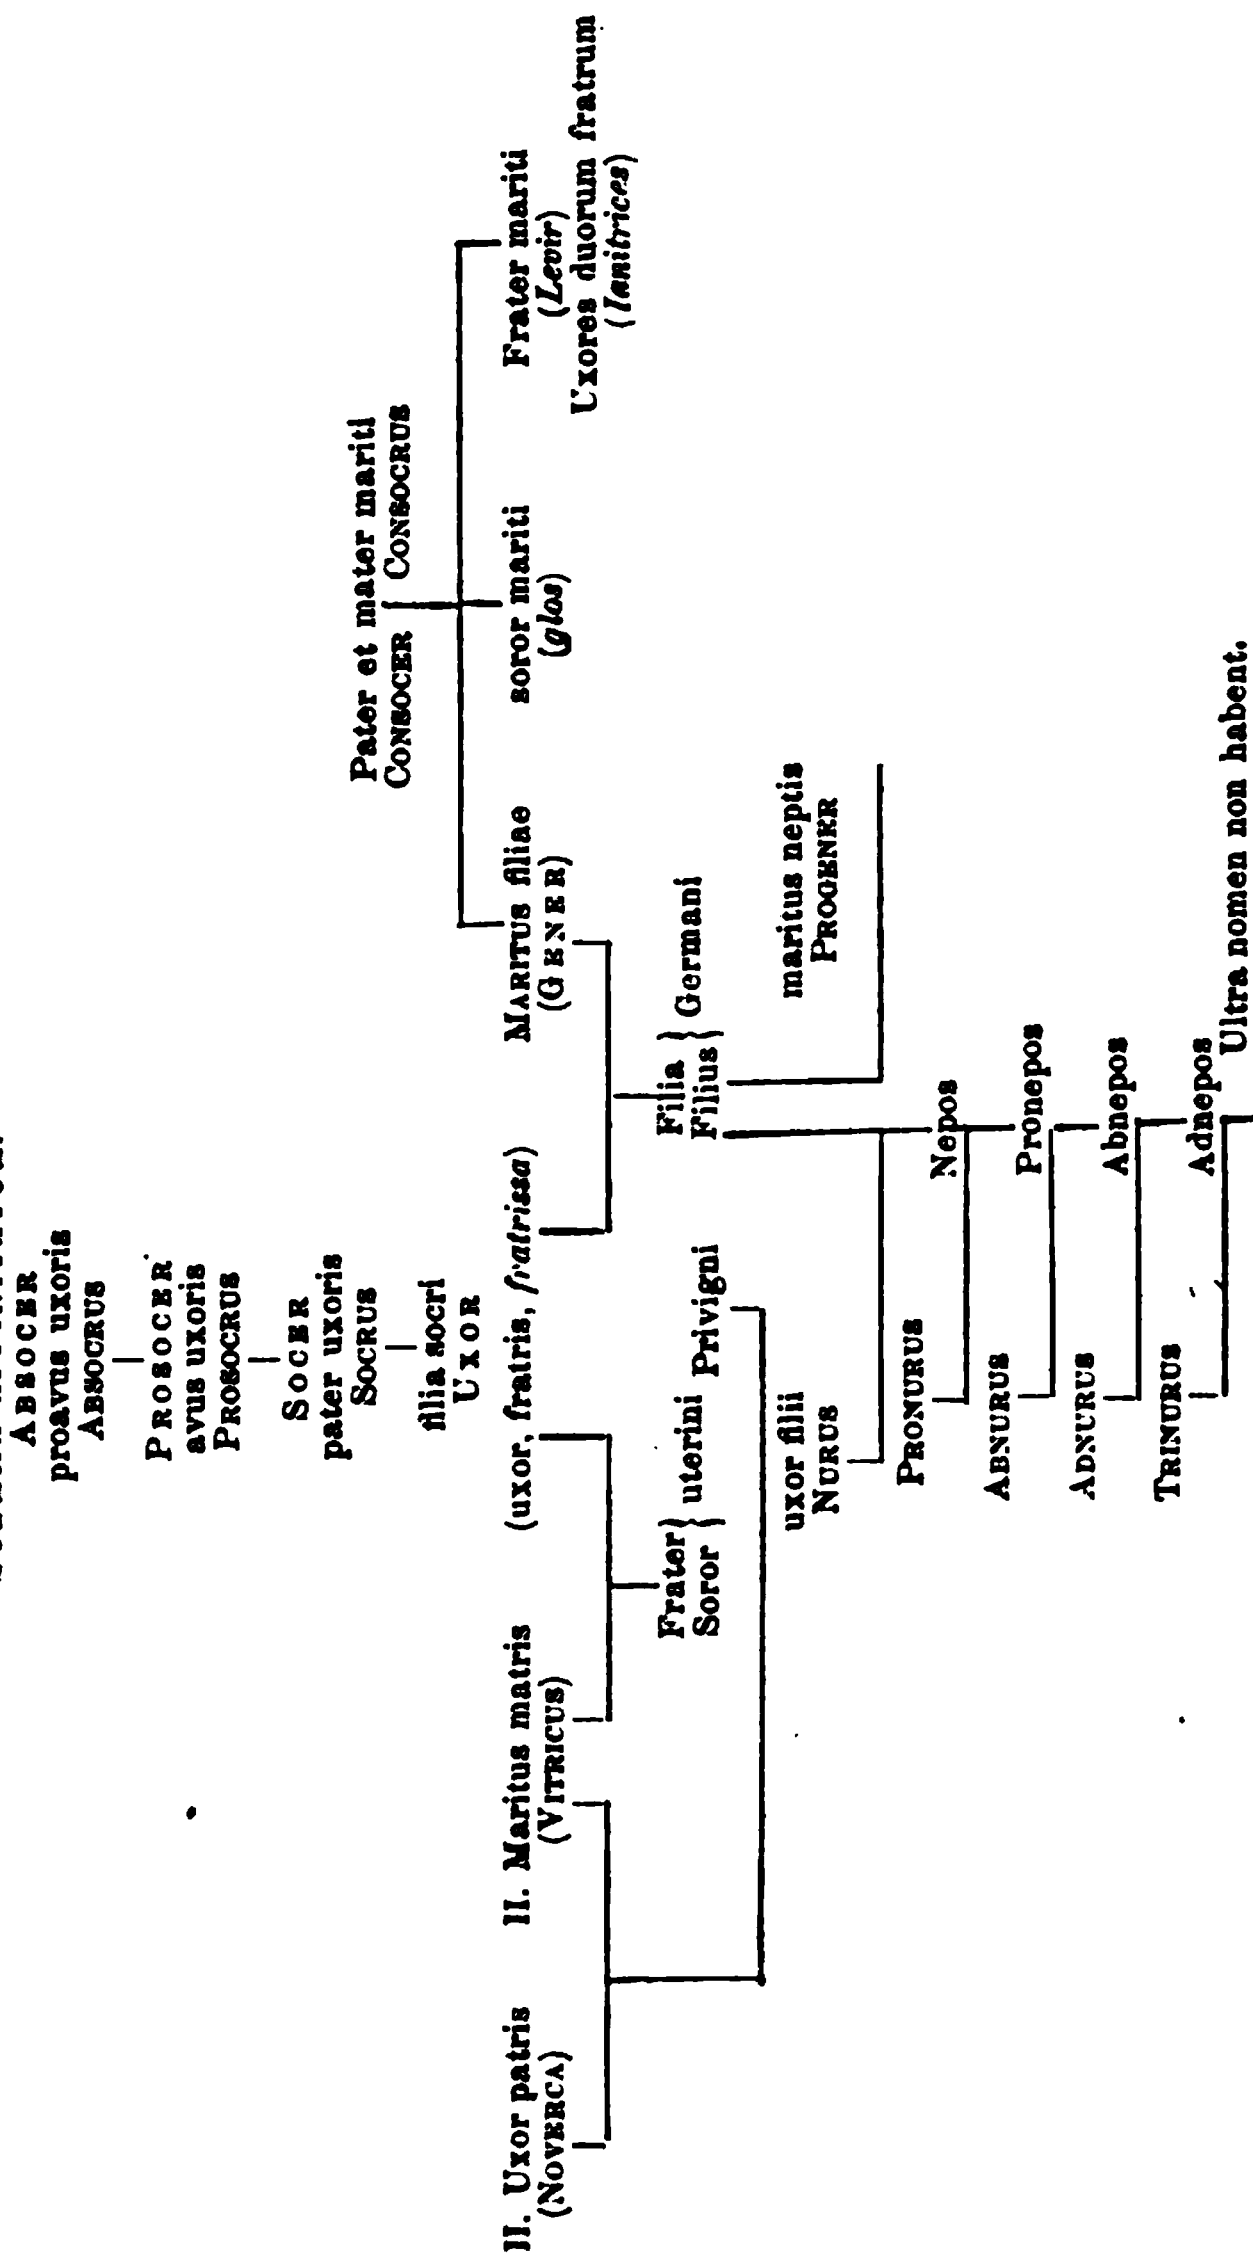 ABSOCER
proavus uxoris
ABSOCRUS
PROSOCER
avus uxoris
PROSOCRUS
SOCER
pater uxoris
SOCRUS
filia socri
UXOR
Pater et mater mariti
CONSOCER CONSOCRUS
II. Uxor patris
(NOVERCA)
II. Maritus matris
(VITRICUS)
(uxor, fratris, fratrissa)
MARITUS filiae
(GENER)
soror mariti
(glos)
Frater mariti
(Levir)
Uxores duorum fratrum
(Ianitrices)
Frater } uterini Privigni
Soror
Filia } Germani
Filius
uxor filii
NURUS
maritus neptis
PROGENER
PRONURUS
Nepos
ABNURUS
Pronepos
ADNURUS
Abnepos
TRINURUS
Adnepos
Ultra nomen non habent.